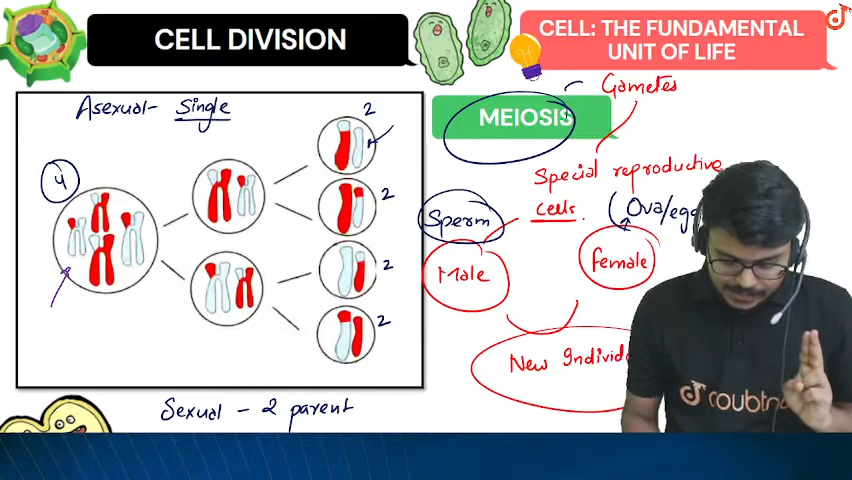 CELL DIVISION
CELL: THE FUNDAMENTAL
UNIT OF LIFE
Asexual- Single
2
4
2
2
2
Sexual - 2 parent
MEIOSIS
Gametes
Special reproductive
cells.
Sperm
Ova/egg
Male
female
New Individ
doubtnu